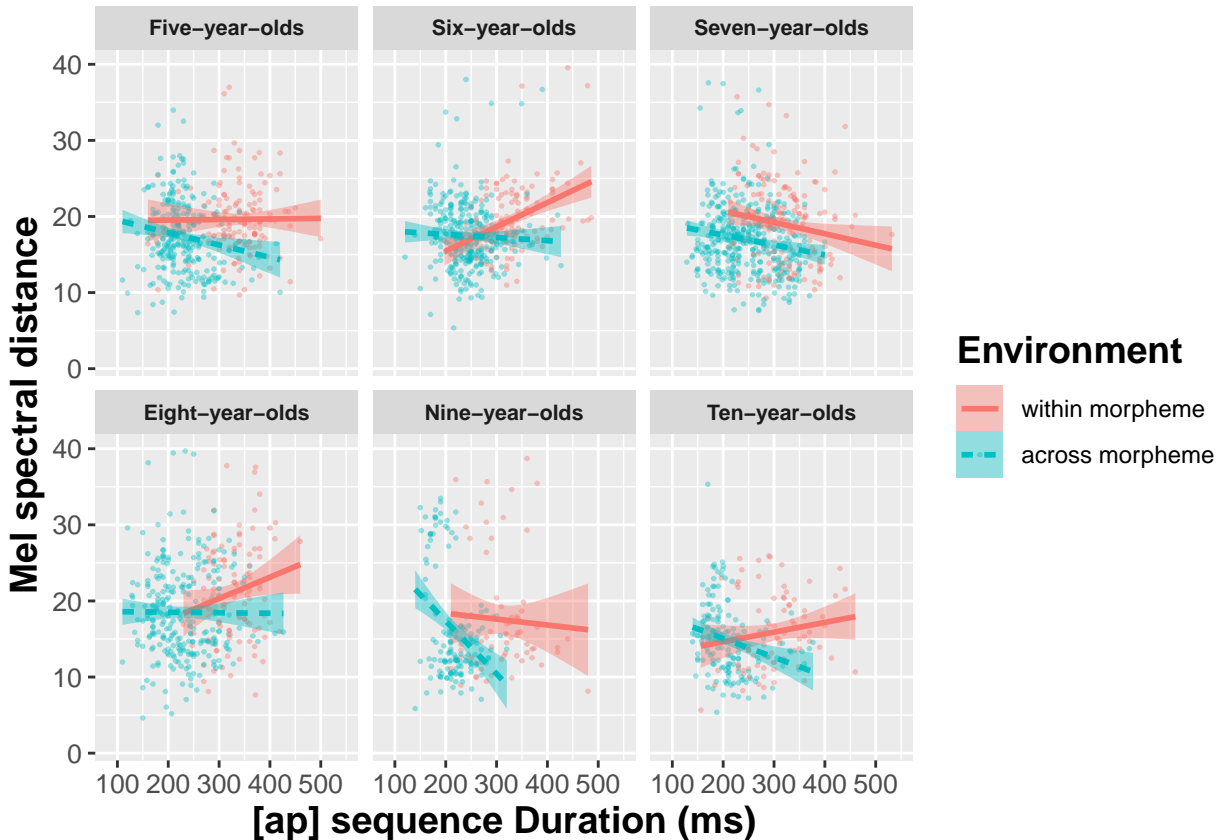 Five−year−olds Six−year−olds Seven−year−olds
40
30
20
10
0
Eight−year−olds Nine−year−olds Ten−year−olds
40
30
20
10
0
100 200 300 400 500 100 200 300 400 500 100 200 300 400 500
[ap] sequence Duration (ms)
Mel spectral distance
Environment
within morpheme
across morpheme